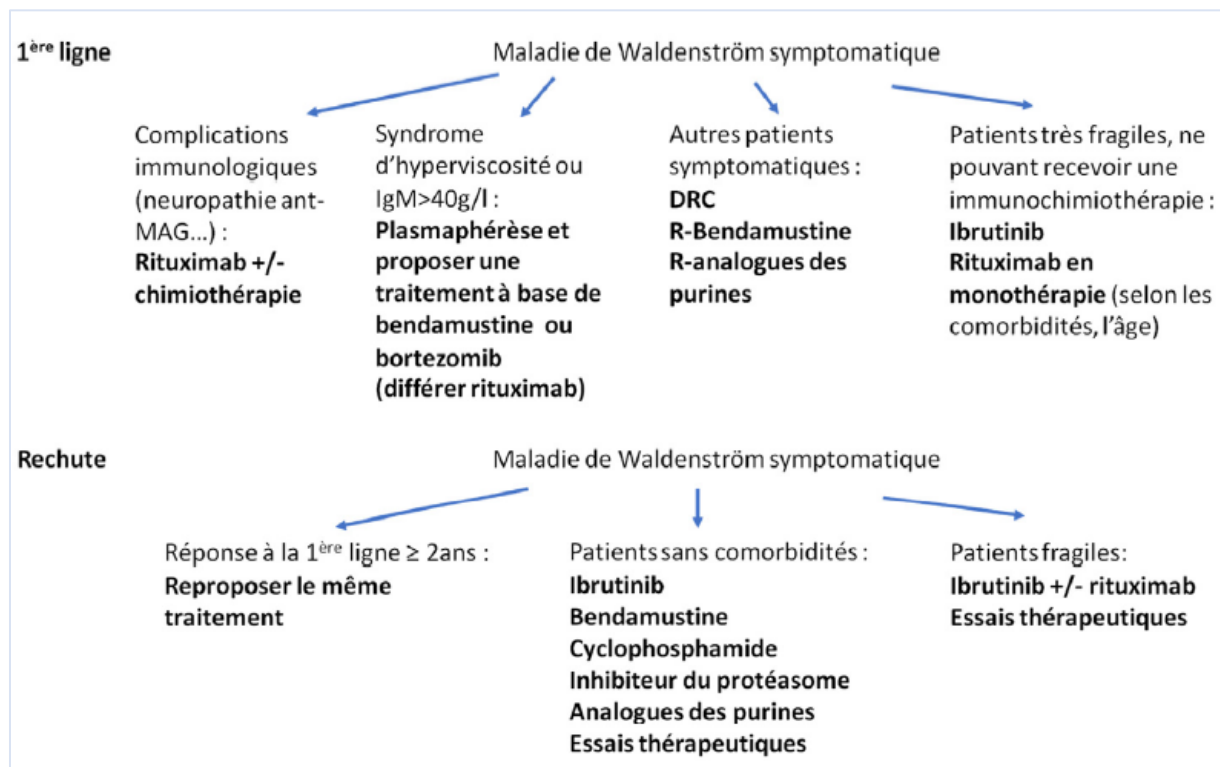 1ère ligne
Maladie de Waldenström symptomatique
Complications
immunologiques
(neuropathie ant-
MAG...) :
Rituximab +/-
chimiothérapie
Syndrome
d'hyperviscosité ou
IgM>40g/l :
Plasmaphérèse et
proposer une
traitement à base de
bendamustine ou
bortezomib
(différer rituximab)
Autres patients
symptomatiques :
DRC
R-Bendamustine
R-analogues des
purines
Patients très fragiles, ne
pouvant recevoir une
immunochimiothérapie :
Ibrutinib
Rituximab en
monothérapie (selon les
comorbidités, l'âge)
Rechute
Maladie de Waldenström symptomatique
Réponse à la 1ère ligne ≥ 2ans :
Reproposer le même
traitement
Patients sans comorbidités :
Ibrutinib
Bendamustine
Cyclophosphamide
Inhibiteur du protéasome
Analogues des purines
Essais thérapeutiques
Patients fragiles:
Ibrutinib +/- rituximab
Essais thérapeutiques